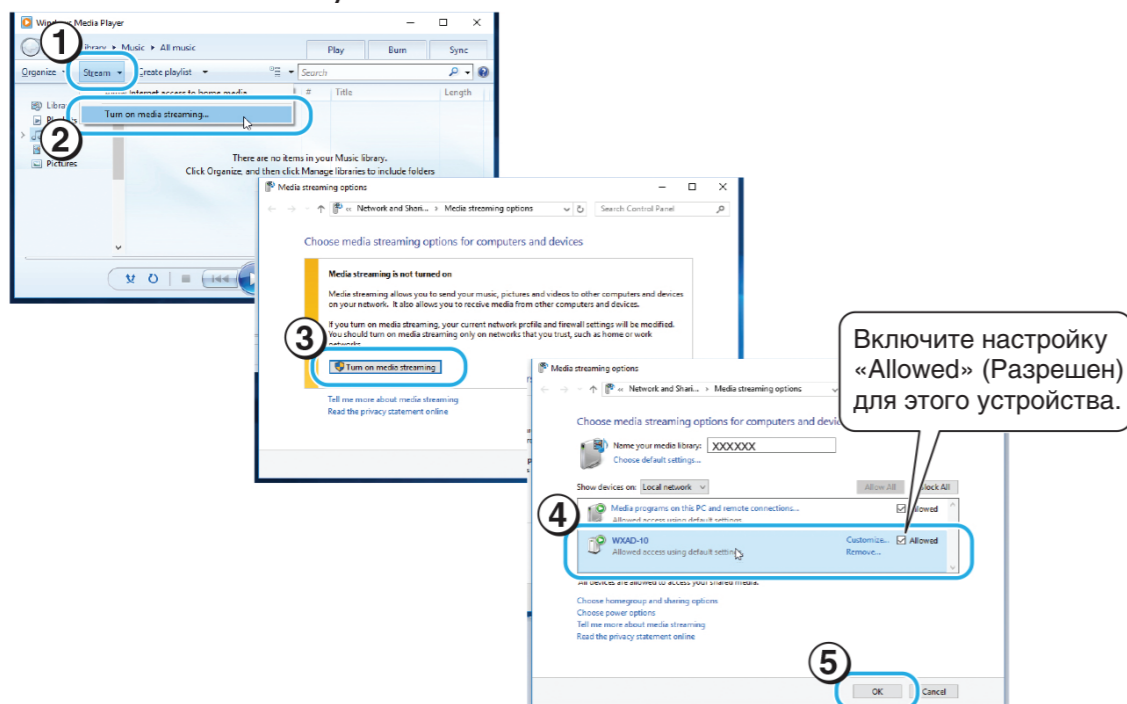 Windows Media Player
1
Library ▸ Music ▸ All music
Play
Burn
Sync
Organize
Stream
Create playlist
Search
Internet access to home media
#
Title
Length
Turn on media streaming...
2
Pictures
There are no items in your Music library.
Click Organize, and then click Manage libraries to include folders
Media streaming options
« Network and Shari... › Media streaming options
Search Control Panel
Choose media streaming options for computers and devices
Media streaming is not turned on
Media streaming allows you to send your music, pictures and videos to other computers and devices
on your network. It also allows you to receive media from other computers and devices.
If you turn on media streaming, your current network profile and firewall settings will be modified.
You should turn on media streaming only on networks that you trust, such as home or work
networks.
3
Turn on media streaming
Tell me more about media streaming
Read the privacy statement online
Включите настройку
«Allowed» (Разрешен)
для этого устройства.
Media streaming options
« Network and Shari... › Media streaming options
Choose media streaming options for computers and
Name your media library:
XXXXXX
Choose default settings...
Show devices on:
Local network
Allow All
Block All
4
Media programs on this PC and remote connections...
Allowed
Allowed access using default settings
WXAD-10
Customize...
Allowed
Allowed access using default settings
Remove...
All devices are allowed to access your shared media.
Choose homegroup and sharing options
Choose power options
Tell me more about media streaming
Read the privacy statement online
5
OK
Cancel